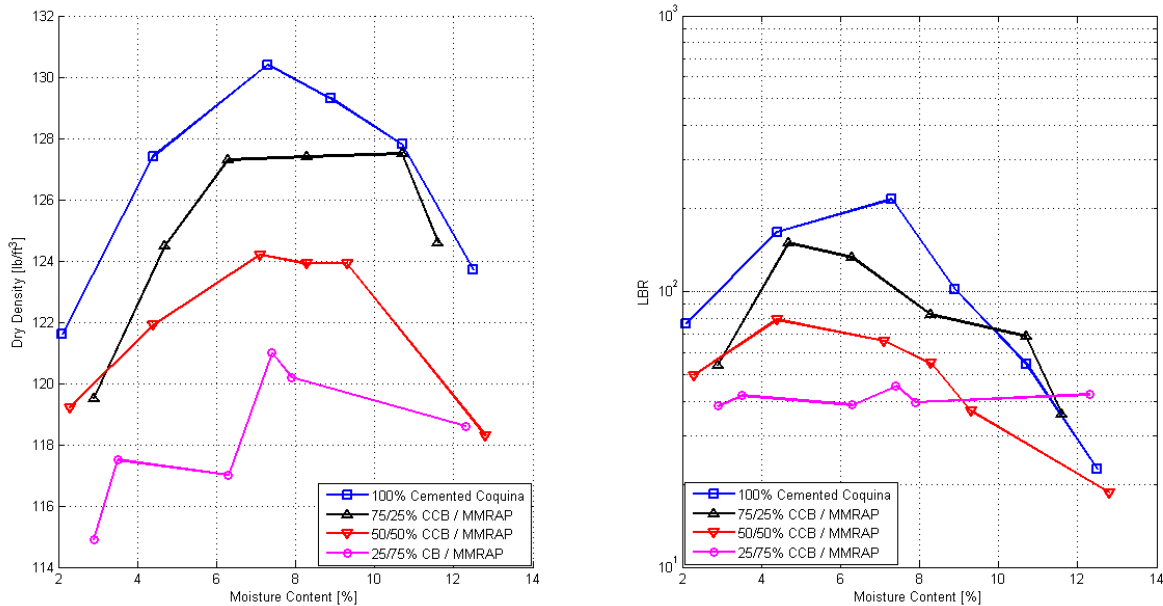 132
130
128
126
124
122
120
118
116
114
Dry Density [lb/ft³]
2
4
6
8
10
12
14
Moisture Content [%]
100% Cemented Coquina
75/25% CCB / MMRAP
50/50% CCB / MMRAP
25/75% CB / MMRAP
10³
10²
10¹
LBR
2
4
6
8
10
12
14
Moisture Content [%]
100% Cemented Coquina
75/25% CCB / MMRAP
50/50% CCB / MMRAP
25/75% CB / MMRAP